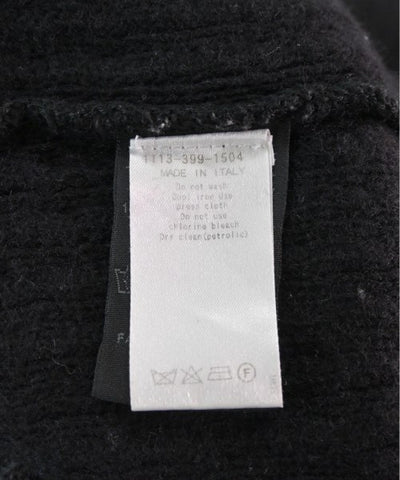 1113-399-1504
MADE IN ITALY
Do not wash
Cool iron use
press cloth
Do not use
chlorine bleach
Dry clean(petrolic)
F